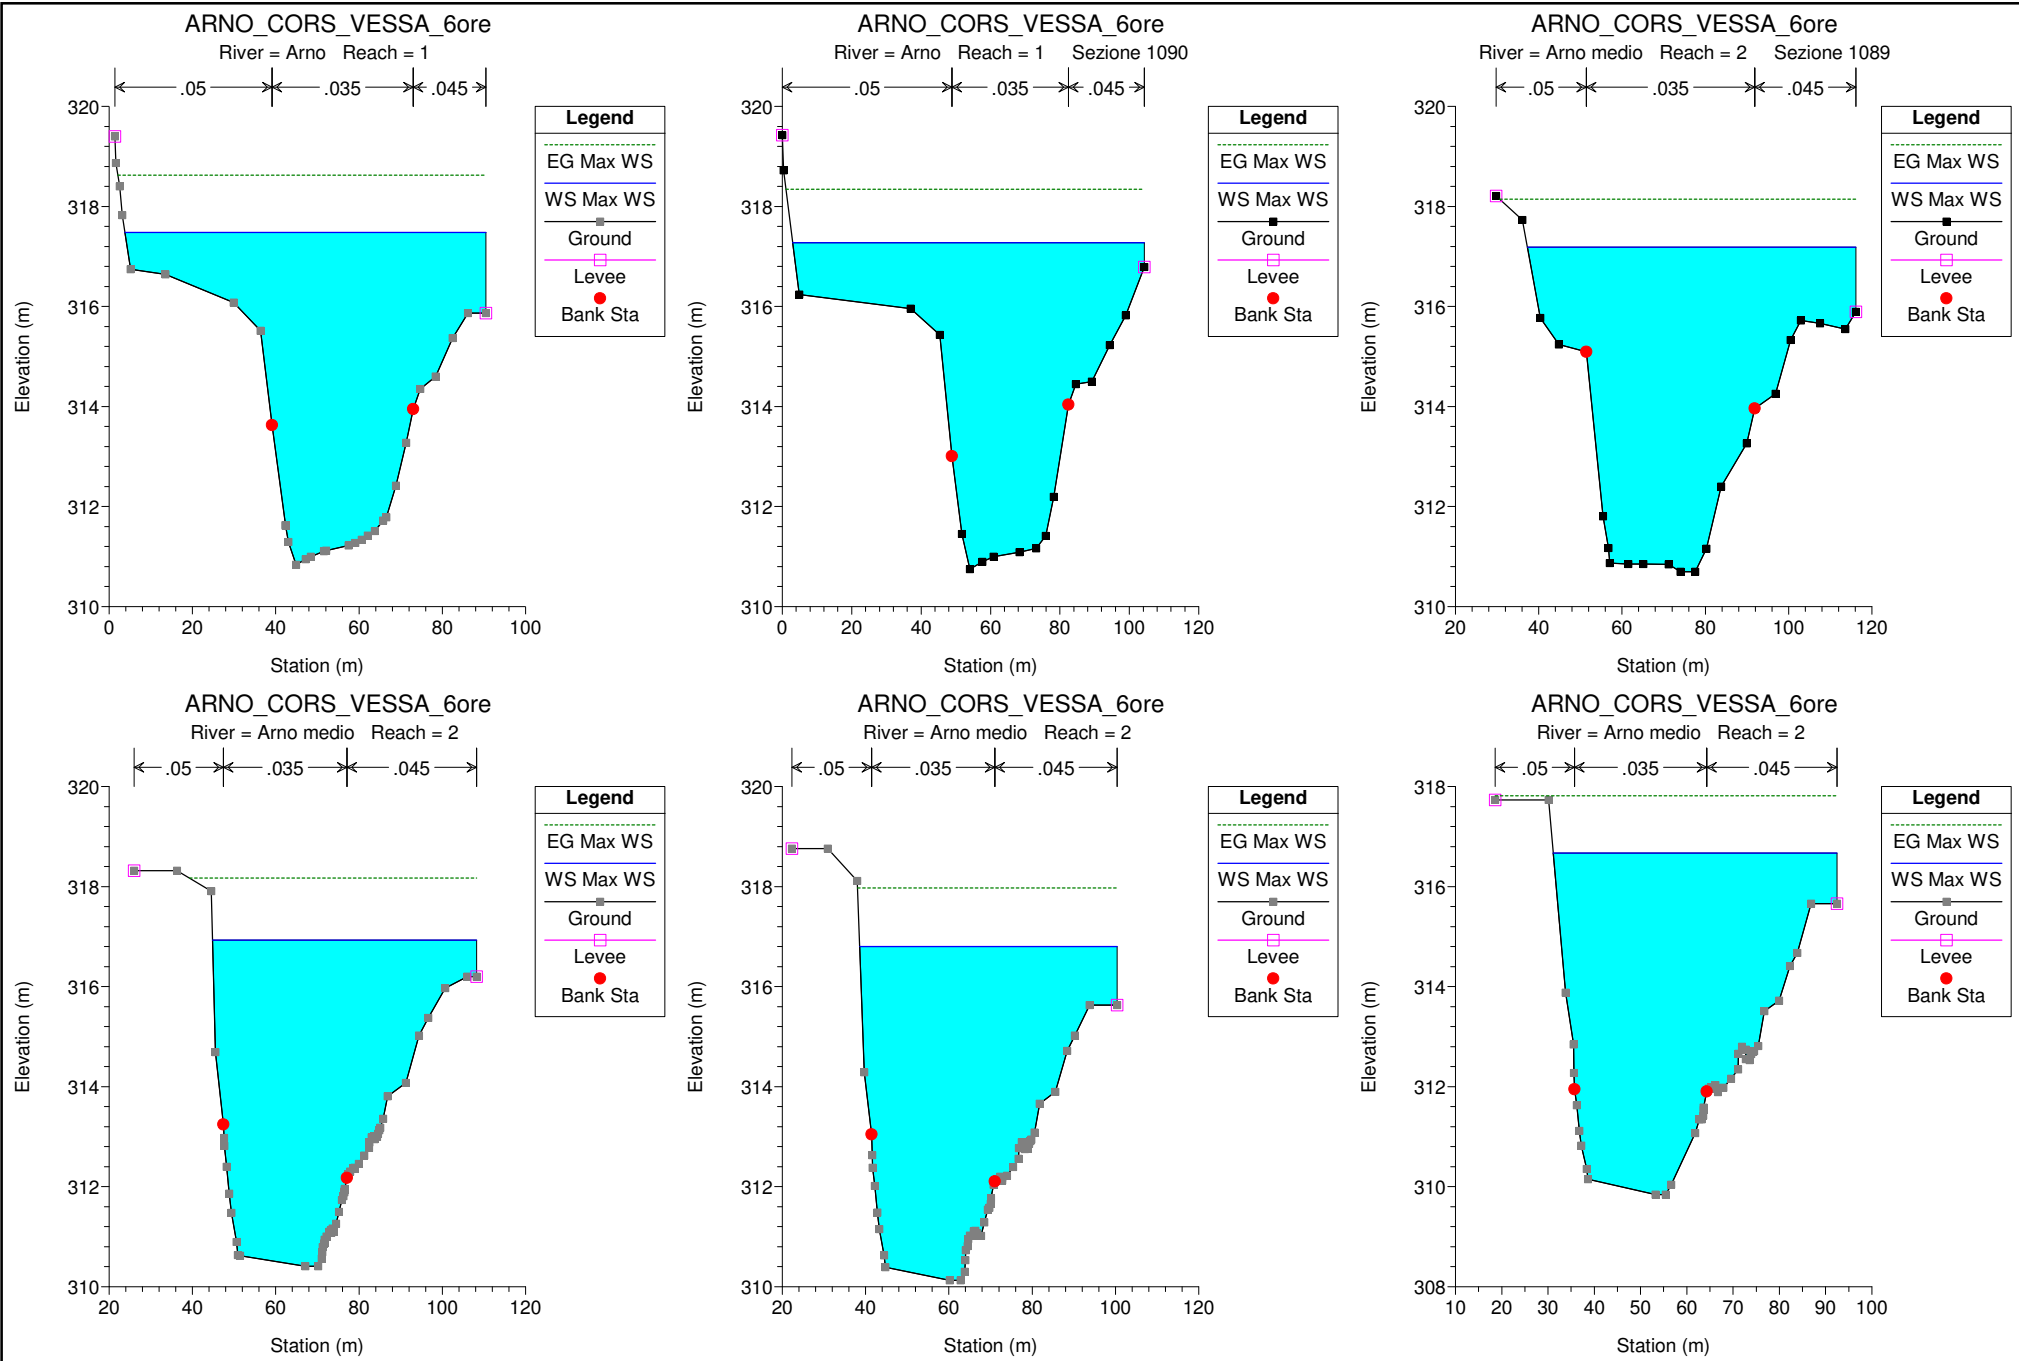 ARNO_CORS_VESSA_6ore
River = Arno Reach = 1
.05 .035 .045
320
318
316
314
312
310
0 20 40 60 80 100
Station (m)
Elevation (m)
Legend
EG Max WS
WS Max WS
Ground
Levee
Bank Sta
ARNO_CORS_VESSA_6ore
River = Arno Reach = 1 Sezione 1090
.05 .035 .045
320
318
316
314
312
310
0 20 40 60 80 100 120
Station (m)
Elevation (m)
Legend
EG Max WS
WS Max WS
Ground
Levee
Bank Sta
ARNO_CORS_VESSA_6ore
River = Arno medio Reach = 2 Sezione 1089
.05 .035 .045
320
318
316
314
312
310
20 40 60 80 100 120
Station (m)
Elevation (m)
Legend
EG Max WS
WS Max WS
Ground
Levee
Bank Sta
ARNO_CORS_VESSA_6ore
River = Arno medio Reach = 2
.05 .035 .045
320
318
316
314
312
310
20 40 60 80 100 120
Station (m)
Elevation (m)
Legend
EG Max WS
WS Max WS
Ground
Levee
Bank Sta
ARNO_CORS_VESSA_6ore
River = Arno medio Reach = 2
.05 .035 .045
320
318
316
314
312
310
20 40 60 80 100 120
Station (m)
Elevation (m)
Legend
EG Max WS
WS Max WS
Ground
Levee
Bank Sta
ARNO_CORS_VESSA_6ore
River = Arno medio Reach = 2
.05 .035 .045
318
316
314
312
310
308
10 20 30 40 50 60 70 80 90 100
Station (m)
Elevation (m)
Legend
EG Max WS
WS Max WS
Ground
Levee
Bank Sta